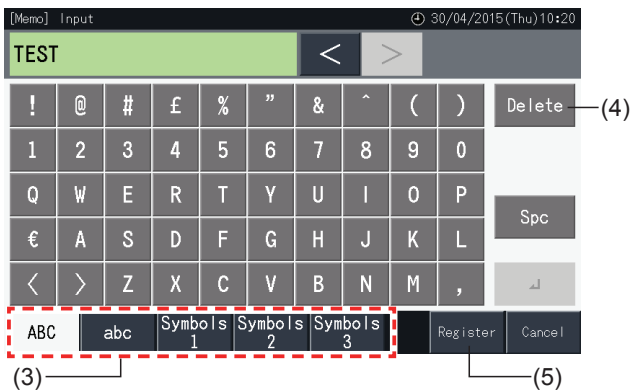 [Memo] Input 30/04/2015(Thu)10:20
TEST < >
! @ # £ % ” & ^ ( ) Delete (4)
1 2 3 4 5 6 7 8 9 0
Q W E R T Y U I O P
Spc
€ A S D F G H J K L
〈 〉 Z X C V B N M , ↵
ABC abc Symbols 1 Symbols 2 Symbols 3 Register Cancel
(3) (5)